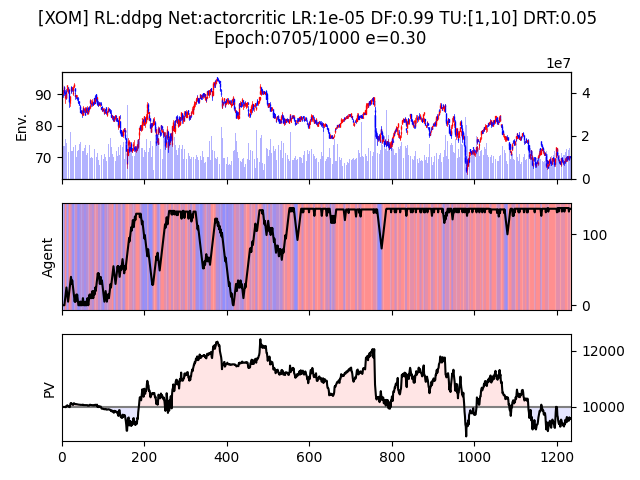 [XOM] RL:ddpg Net:actorcritic LR:1e-05 DF:0.99 TU:[1,10] DRT:0.05
Epoch:0705/1000 e=0.30
1e7
90
80
70
Env.
4
2
0
Agent
100
0
PV
12000
10000
0
200
400
600
800
1000
1200